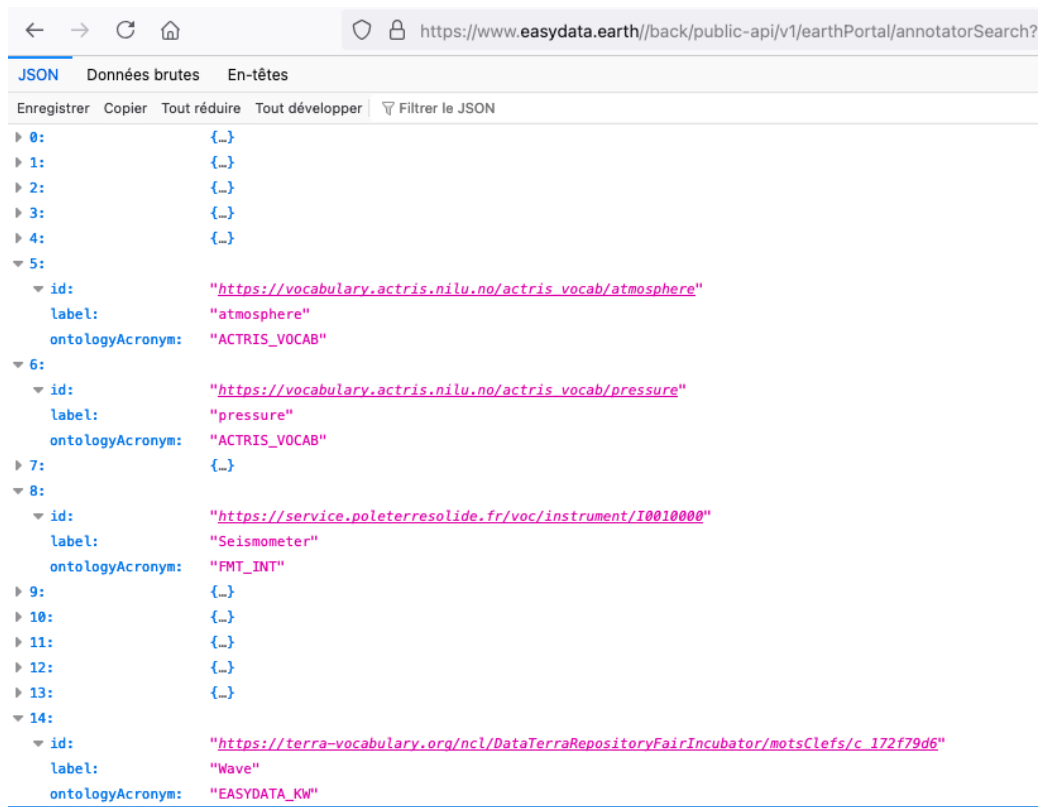 https://www.easydata.earth//back/public-api/v1/earthPortal/annotatorSearch?
JSON Données brutes En-têtes
Enregistrer Copier Tout réduire Tout développer Filtrer le JSON
0: {…}
1: {…}
2: {…}
3: {…}
4: {…}
5:
id: "https://vocabulary.actris.nilu.no/actris_vocab/atmosphere"
label: "atmosphere"
ontologyAcronym: "ACTRIS_VOCAB"
6:
id: "https://vocabulary.actris.nilu.no/actris_vocab/pressure"
label: "pressure"
ontologyAcronym: "ACTRIS_VOCAB"
7: {…}
8:
id: "https://service.poleterresolide.fr/voc/instrument/I0010000"
label: "Seismometer"
ontologyAcronym: "FMT_INT"
9: {…}
10: {…}
11: {…}
12: {…}
13: {…}
14:
id: "https://terra-vocabulary.org/ncl/DataTerraRepositoryFairIncubator/motsClefs/c_172f79d6"
label: "Wave"
ontologyAcronym: "EASYDATA_KW"